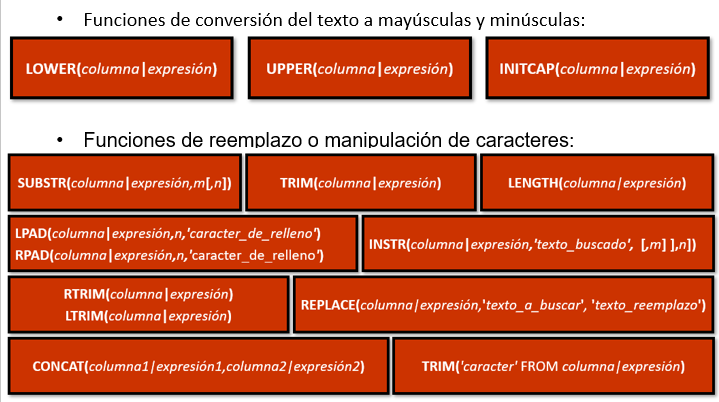 • Funciones de conversión del texto a mayúsculas y minúsculas:
LOWER(columna|expresión)
UPPER(columna|expresión)
INITCAP(columna|expresión)
• Funciones de reemplazo o manipulación de caracteres:
SUBSTR(columna|expresión,m[,n])
TRIM(columna|expresión)
LENGTH(columna|expresión)
LPAD(columna|expresión,n,'caracter_de_relleno')
RPAD(columna|expresión,n,'caracter_de_relleno')
INSTR(columna|expresión,'texto_buscado', [,m] ],n])
RTRIM(columna|expresión)
LTRIM(columna|expresión)
REPLACE(columna|expresión,'texto_a_buscar', 'texto_reemplazo')
CONCAT(columna1|expresión1,columna2|expresión2)
TRIM('caracter' FROM columna|expresión)